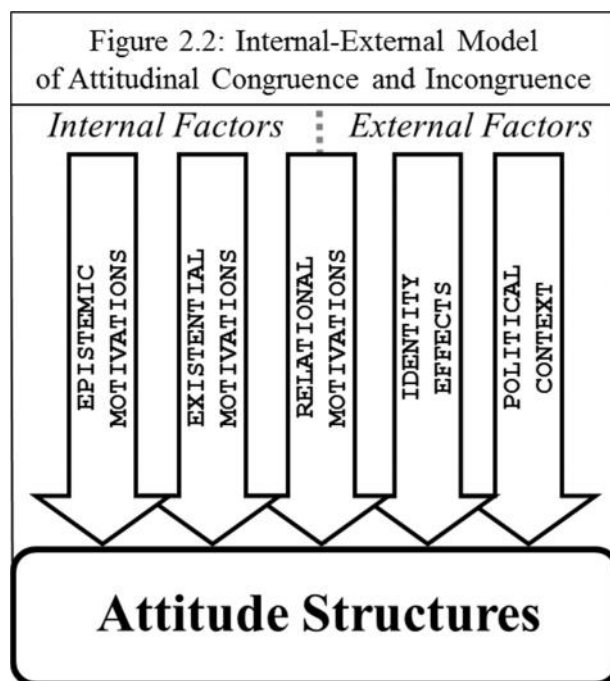 Figure 2.2: Internal-External Model
of Attitudinal Congruence and Incongruence
Internal Factors
External Factors
EPISTEMIC
MOTIVATIONS
EXISTENTIAL
MOTIVATIONS
RELATIONAL
MOTIVATIONS
IDENTITY
EFFECTS
POLITICAL
CONTEXT
Attitude Structures